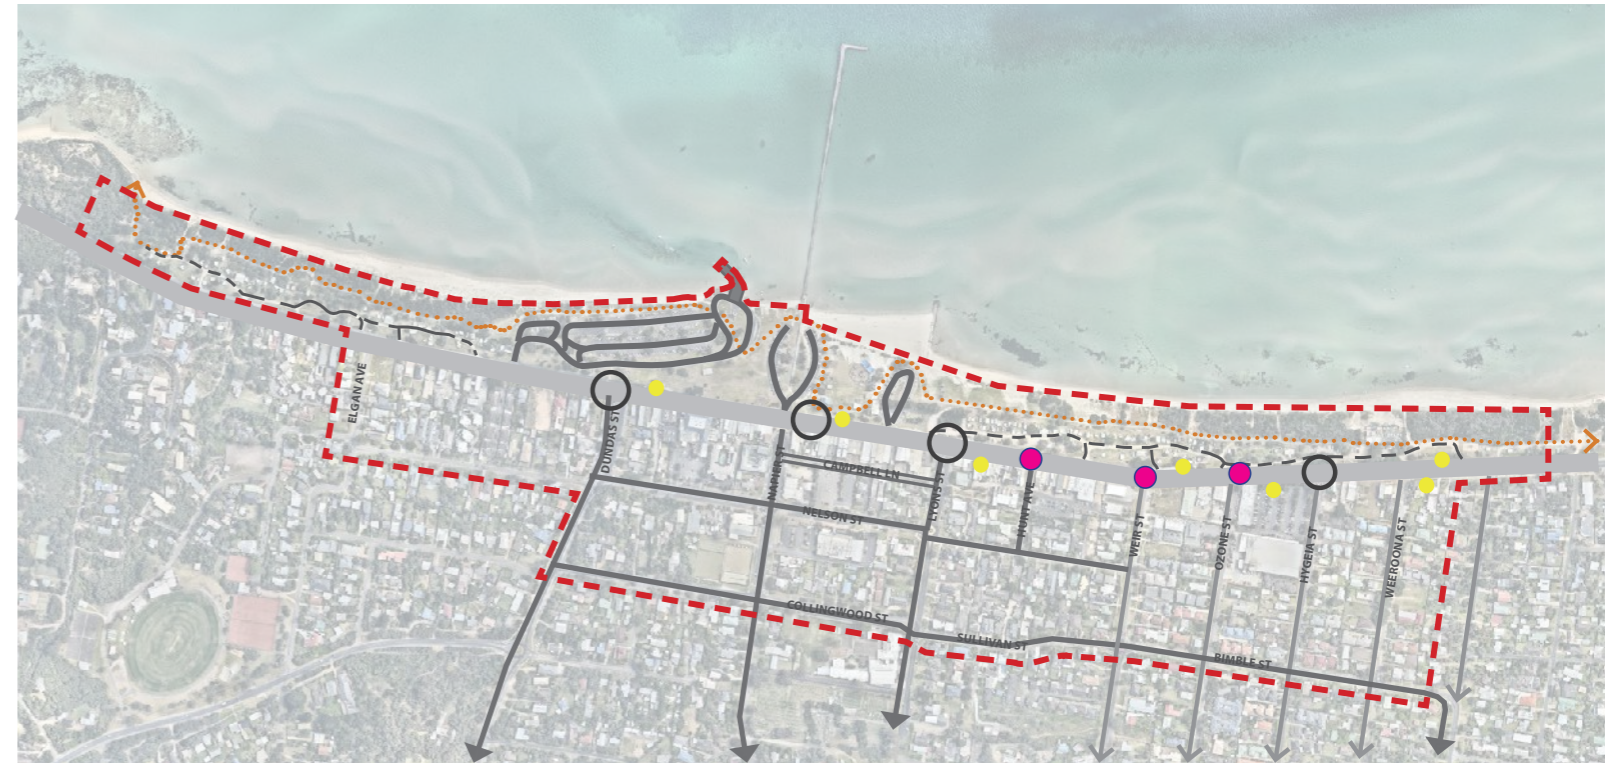 ELGAN AVE
DUNDAS ST
NAPIER ST
CAMPBELL LN
LYONS ST
NELSON ST
HUNT AVE
WEIR ST
OZONE ST
HYGEIA ST
WEEROONA ST
COLLINGWOOD ST
SULLIVAN ST
BIMBLE ST